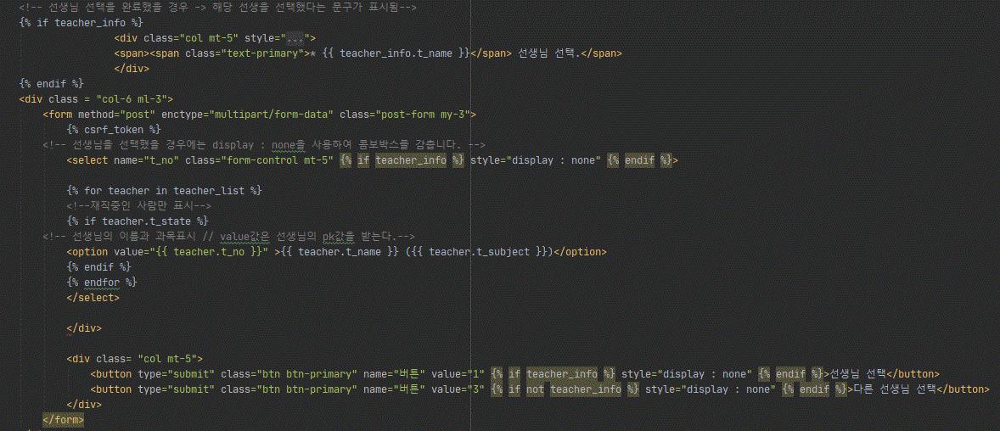 <!-- 선생님 선택을 완료했을 경우 -> 해당 선생을 선택했다는 문구가 표시됨-->
{% if teacher_info %}
<div class="col mt-5" style="...">
<span><span class="text-primary">* {{ teacher_info.t_name }}</span> 선생님 선택.</span>
</div>
{% endif %}
<div class = "col-6 ml-3">
<form method="post" enctype="multipart/form-data" class="post-form my-3">
{% csrf_token %}
<!-- 선생님을 선택했을 경우에는 display : none을 사용하여 콤보박스를 감춥니다. -->
<select name="t_no" class="form-control mt-5" {% if teacher_info %} style="display : none" {% endif %}>
{% for teacher in teacher_list %}
<!--재직중인 사람만 표시-->
{% if teacher.t_state %}
<!-- 선생님의 이름과 과목표시 // value값은 선생님의 pk값을 받는다.-->
<option value="{{ teacher.t_no }}" >{{ teacher.t_name }} ({{ teacher.t_subject }})</option>
{% endif %}
{% endfor %}
</select>
</div>
<div class= "col mt-5">
<button type="submit" class="btn btn-primary" name="버튼" value="1" {% if teacher_info %} style="display : none" {% endif %}>선생님 선택</button>
<button type="submit" class="btn btn-primary" name="버튼" value="3" {% if not teacher_info %} style="display : none" {% endif %}>다른 선생님 선택</button>
</div>
</form>